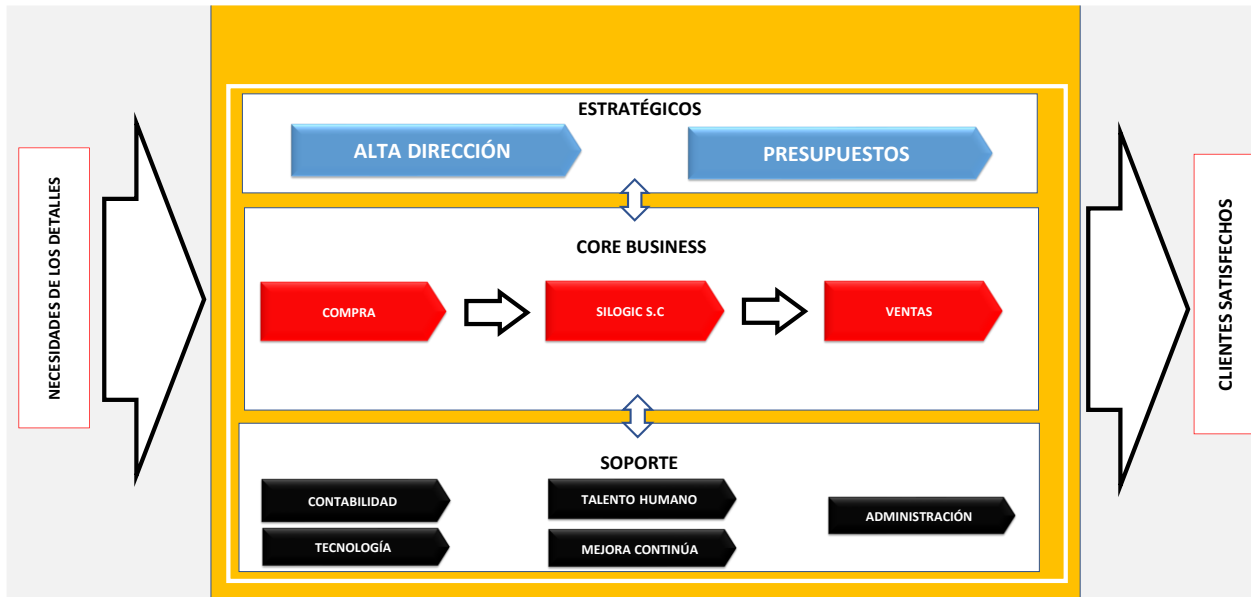 NECESIDADES DE LOS DETALLES
ESTRATÉGICOS
ALTA DIRECCIÓN
PRESUPUESTOS
CORE BUSINESS
COMPRA
SILOGIC S.C
VENTAS
SOPORTE
CONTABILIDAD
TALENTO HUMANO
ADMINISTRACIÓN
TECNOLOGÍA
MEJORA CONTINÚA
CLIENTES SATISFECHOS